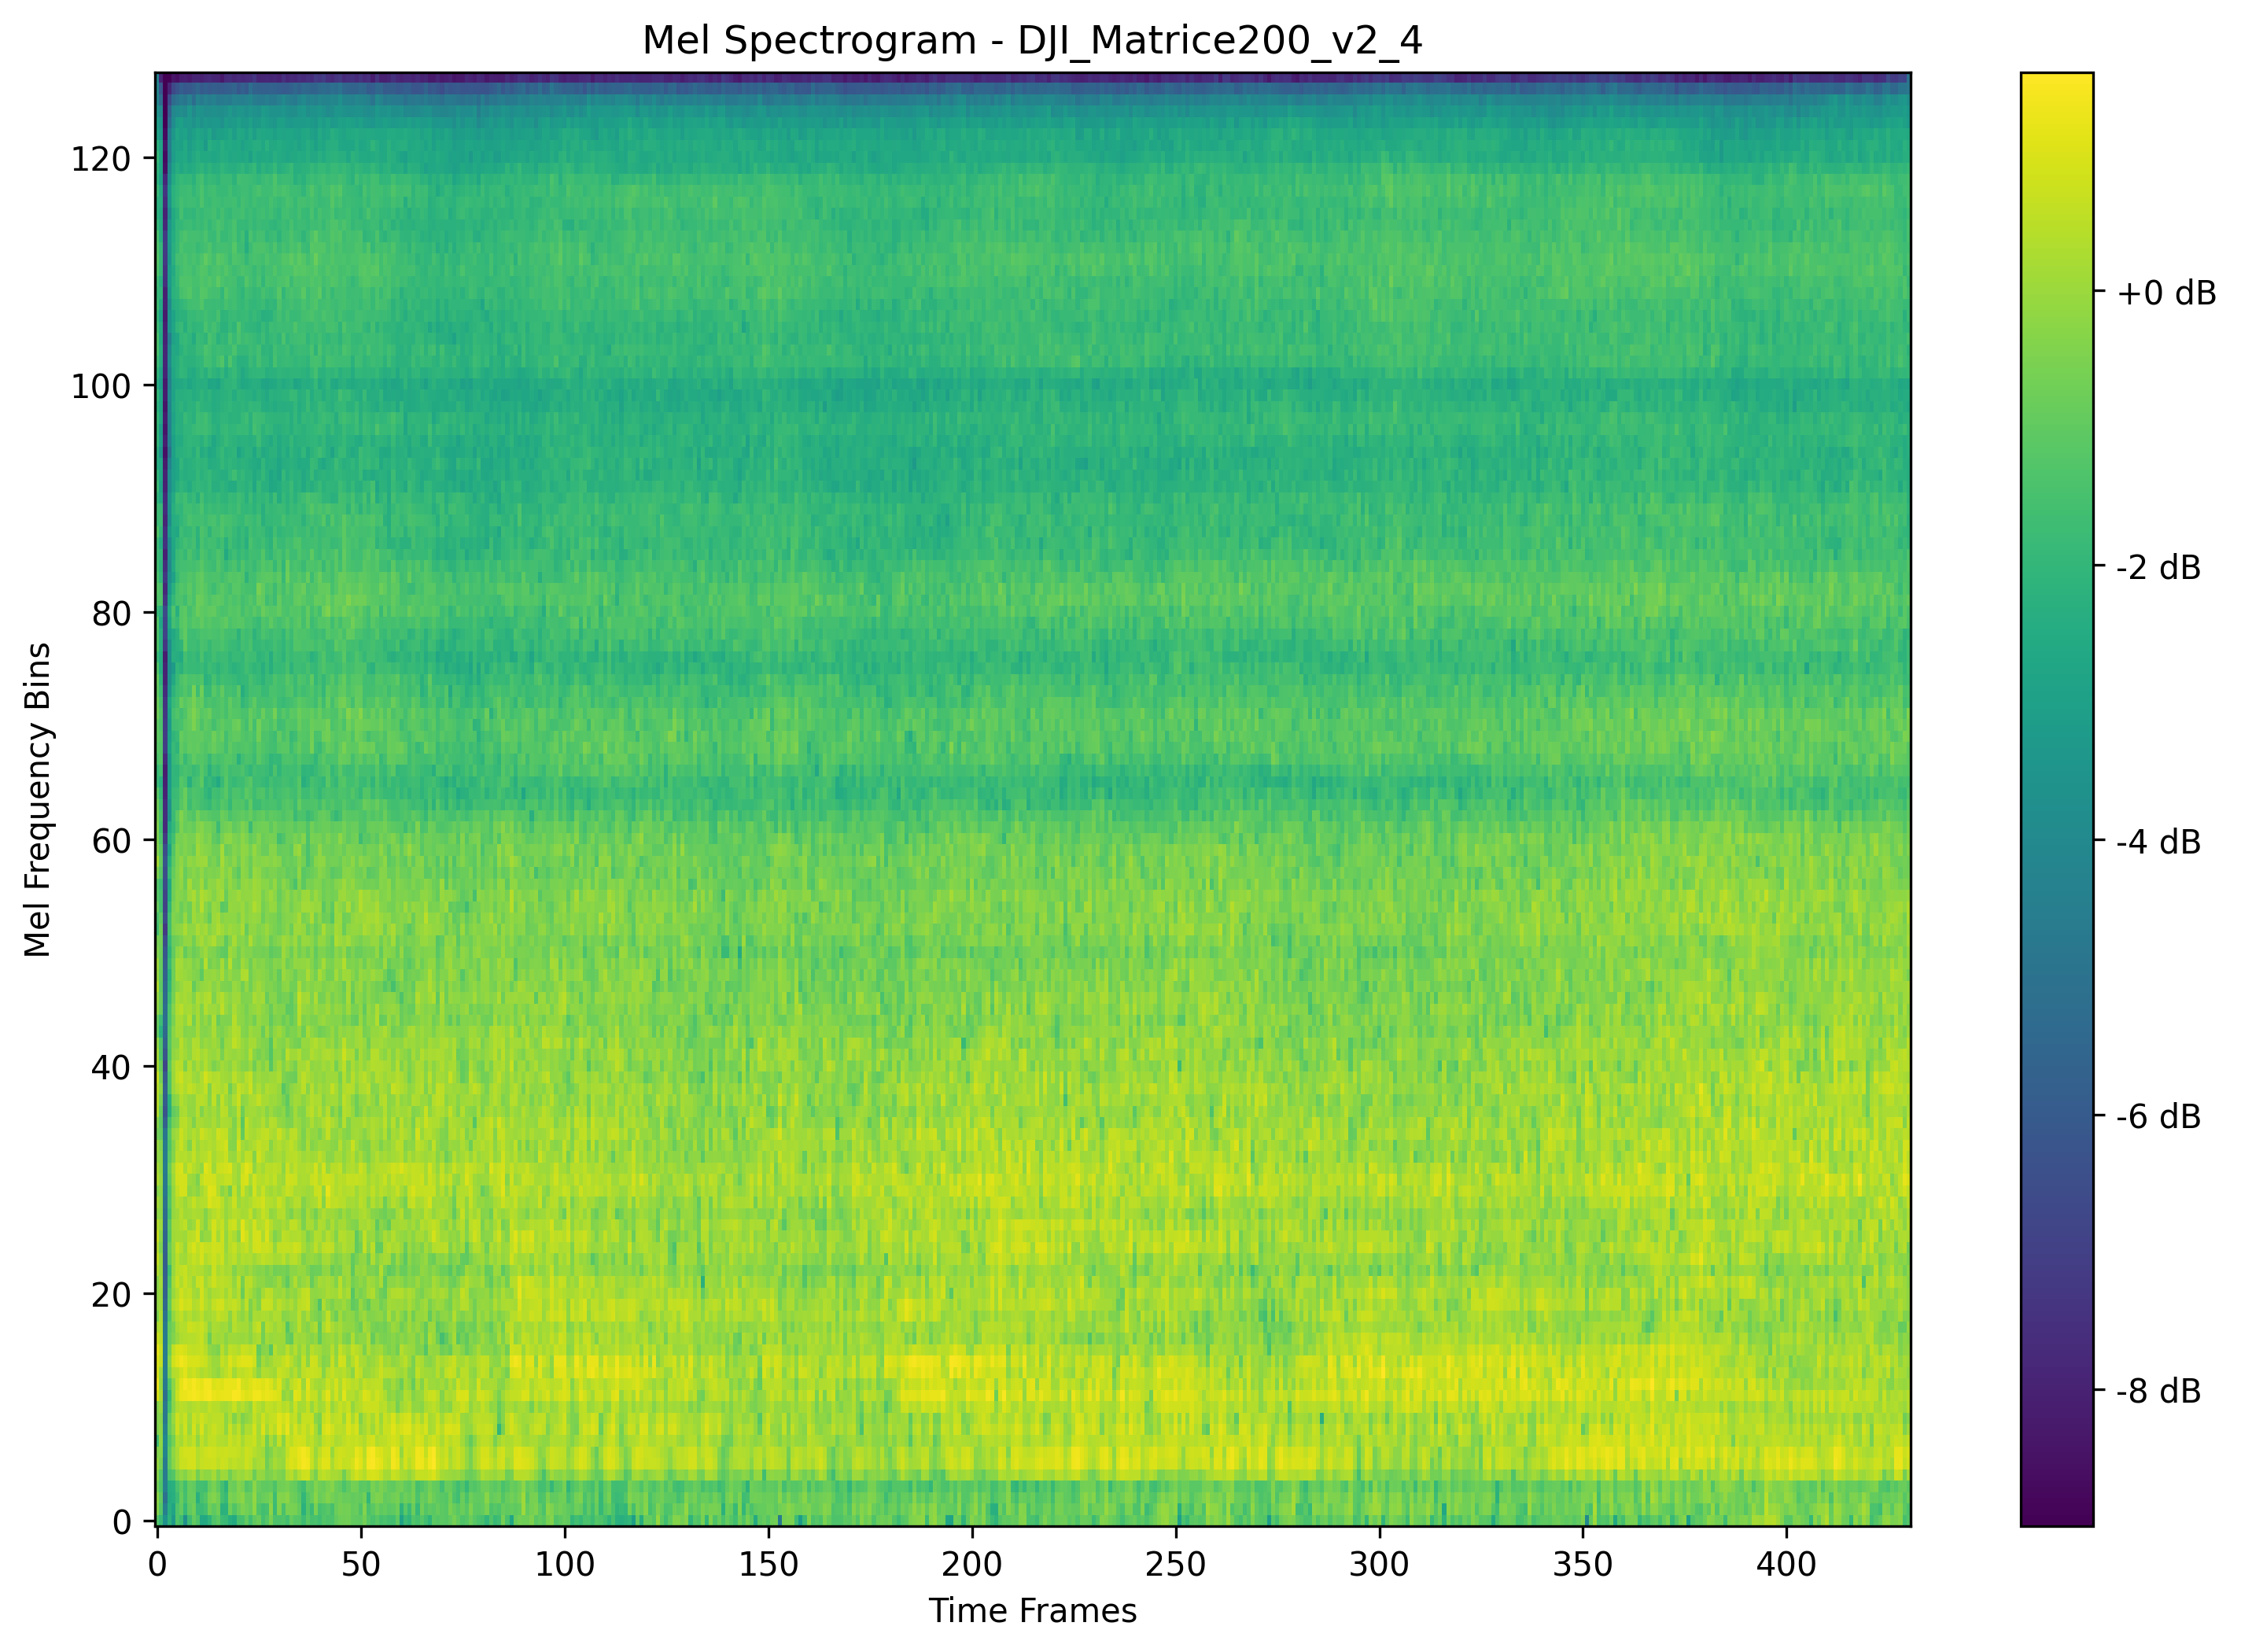 Mel Spectrogram - DJI_Matrice200_v2_4
Mel Frequency Bins
120
100
80
60
40
20
0
0 50 100 150 200 250 300 350 400
Time Frames
+0 dB
-2 dB
-4 dB
-6 dB
-8 dB